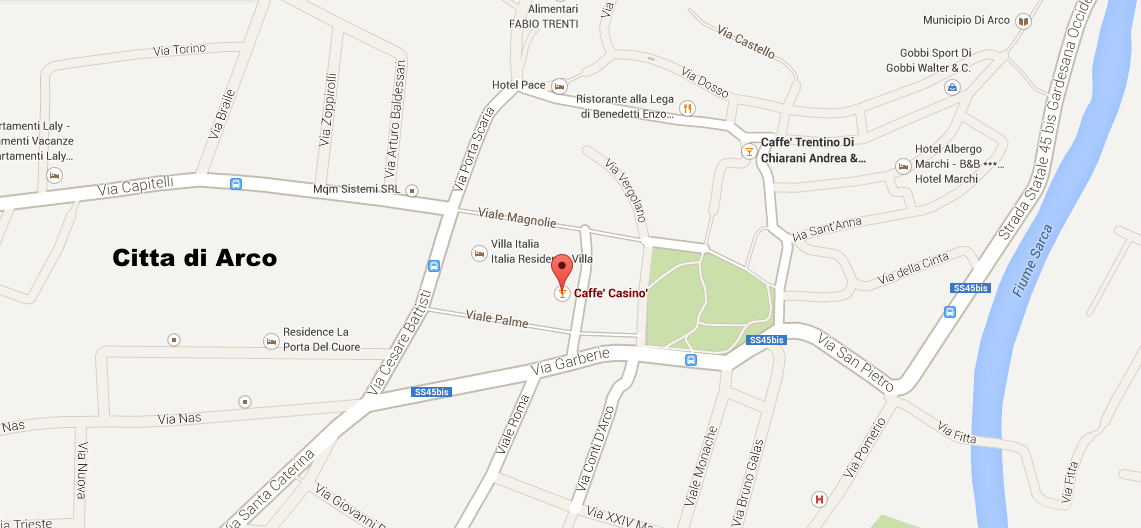 Alimentari
FABIO TRENTI
Via
Via Castello
Municipio Di Arco
Gobbi Sport Di
Gobbi Walter & C.
Via Torino
Via Braile
Via Zoppirolli
Via Arturo Baldessari
Hotel Pace
Via Dosso
Ristorante alla Lega
di Benedetti Enzo...
Caffe' Trentino Di
Chiarani Andrea &...
Hotel Albergo
Marchi - B&B ***...
Hotel Marchi
Strada Statale 45 bis Gardesana Occide
rtamenti Laly -
amenti Vacanze
artamenti Laly...
Via Capitelli
Mqm Sistemi SRL
Via Porta Scaria
Viale Magnolie
Via Vergolano
Via Sant'Anna
Via della Cinta
Fiume Sarca
Citta di Arco
Villa Italia
Italia Residen Villa
Caffe' Casino'
SS45bis
Viale Palme
Via Cesare Battisti
Residence La
Porta Del Cuore
SS45bis
Via Garberie
Via San Pietro
SS45bis
Nas
Via Nas
Via Nuova
Via Santa Caterina
Via Giovanni
Viale Roma
Via Conti D'Arco
Viale Monache
Via Bruno Galas
Via Pomerio
Via Fitta
Via Fitta
H
Via XXIV Ma
Via Trieste